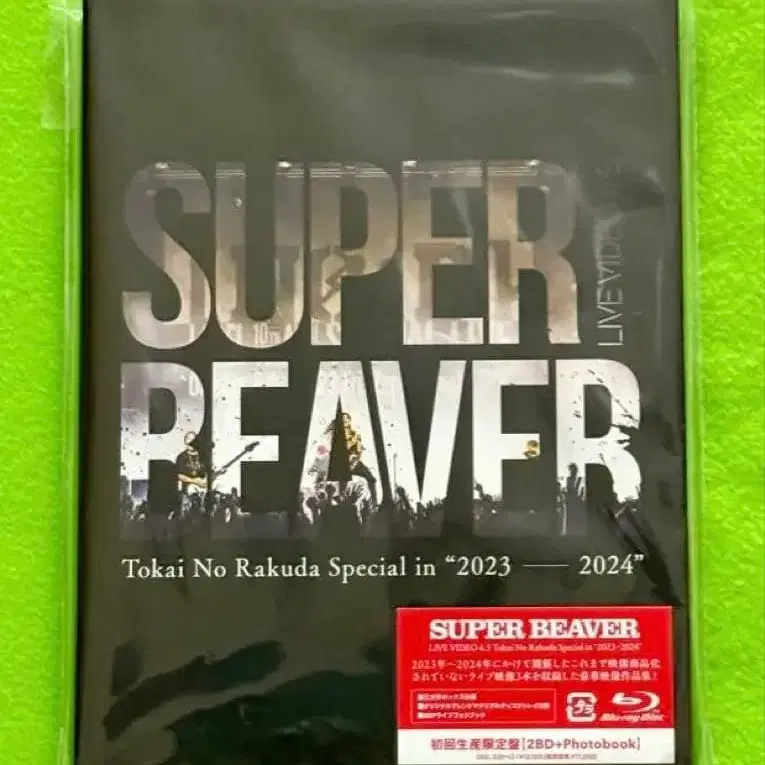 SUPER
BEAVER
LIVE VIDEO
Tokai No Rakuda Special in “2023 — 2024”
SUPER BEAVER
LIVE VIDEO 4.5 Tokai No Rakuda Special in "2023-2024"
2023年～2024年にかけて開催したこれまで映像商品化
されていないライブ映像3本を収録した豪華映像作品集!
Blu-ray Disc
初回生産限定盤【2BD+Photobook】